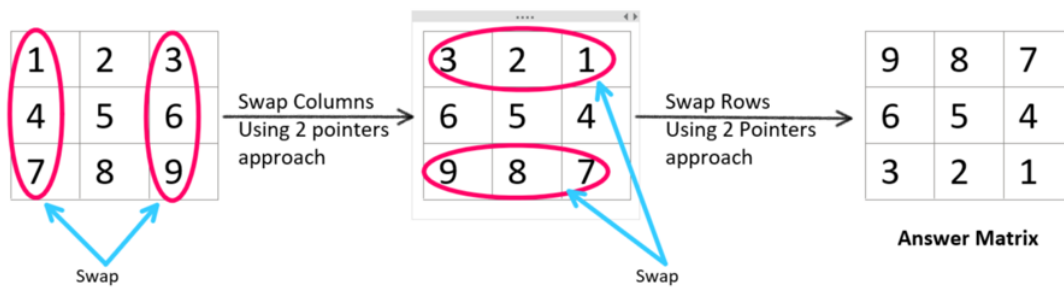 1 2 3
4 5 6
7 8 9
Swap
Swap Columns
Using 2 pointers
approach
3 2 1
6 5 4
9 8 7
Swap
Swap Rows
Using 2 Pointers
approach
9 8 7
6 5 4
3 2 1
Answer Matrix